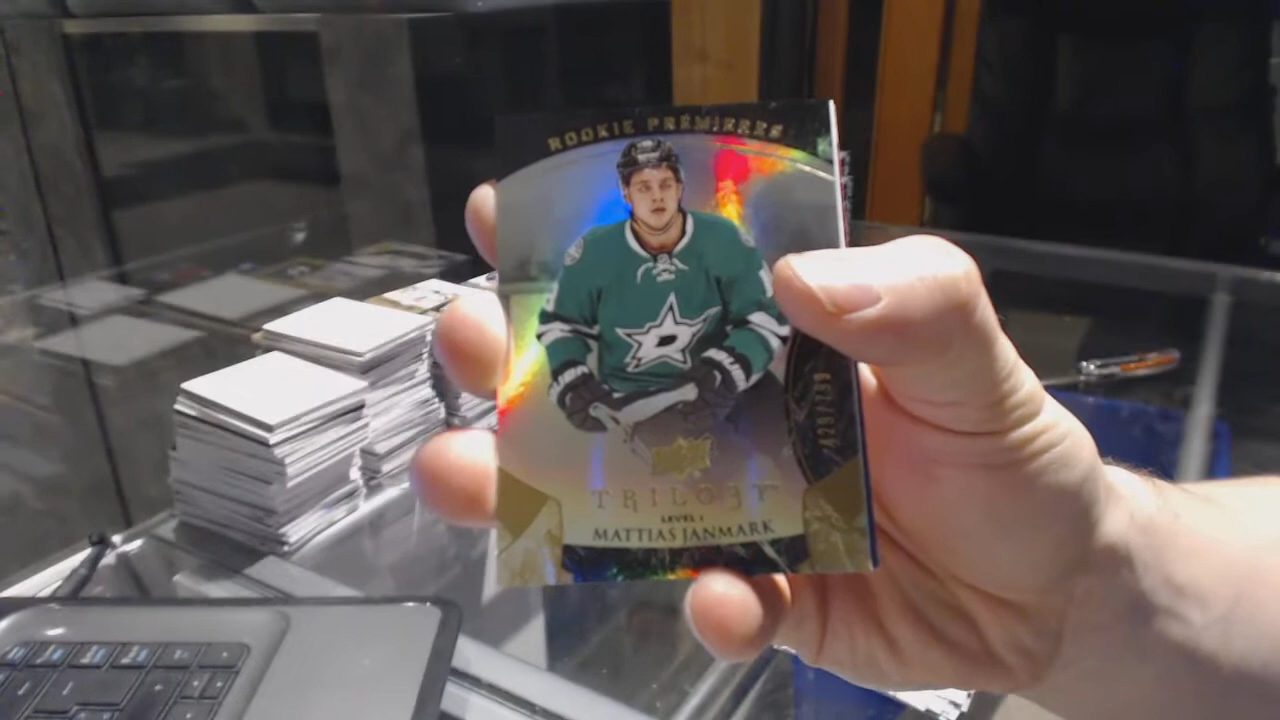 ROOKIE PREMIERES
D
TRILOGY
LEVEL 1
MATTIAS JANMARK